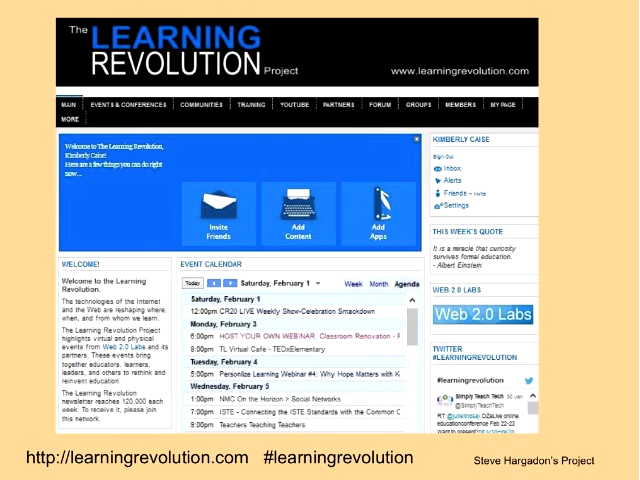 The LEARNING
REVOLUTION Project
www.learningrevolution.com
MAIN EVENTS & CONFERENCES COMMUNITIES TRAINING YOUTUBE PARTNERS FORUM GROUPS MEMBERS MY PAGE
MORE
Welcome to The Learning Revolution,
Kimberly Caise!
Here are a few things you can do right
now...
Invite
Friends
Add
Content
Add
Apps
KIMBERLY CAISE
Sign Out
Inbox
Alerts
Friends – Invite
Settings
THIS WEEK'S QUOTE
It is a miracle that curiosity
survives formal education.
- Albert Einstein
WEB 2.0 LABS
Web 2.0 Labs
TWITTER
#LEARNINGREVOLUTION
#learningrevolution
Simply Teach Tech 30 Jan
@SimplyTeachTech
RT @julielindsay OZeLive online
educationconference Feb 22-23
WELCOME!
Welcome to the Learning
Revolution.
The technologies of the Internet
and the Web are reshaping where,
when, and from whom we learn.
The Learning Revolution Project
highlights virtual and physical
events from Web 2.0 Labs and its
partners. These events bring
together educators, learners,
leaders, and others to rethink and
reinvent education.
The Learning Revolution
newsletter reaches 120,000 each
week. To receive it, please join
this network.
EVENT CALENDAR
Today Saturday, February 1 Week Month Agenda
Saturday, February 1
12:00pm CR20 LIVE Weekly Show-Celebration Smackdown
Monday, February 3
6:00pm HOST YOUR OWN WEBINAR Classroom Renovation - F
8:00pm TL Virtual Cafe - TEDxElementary
Tuesday, February 4
5:00pm Personilze Learning Webinar #4: Why Hope Matters with K
Wednesday, February 5
1:00pm NMC On the Horizon > Social Networks
7:00pm ISTE - Connecting the ISTE Standards with the Common C
9:00pm Teachers Teaching Teachers
http://learningrevolution.com #learningrevolution
Steve Hargadon's Project